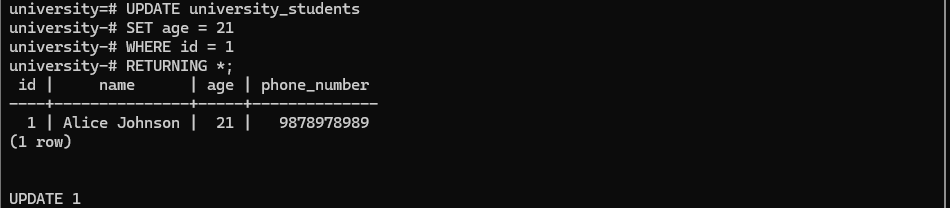 university=# UPDATE university_students
university-# SET age = 21
university-# WHERE id = 1
university-# RETURNING *;
 id |     name      | age | phone_number
----+---------------+-----+--------------
  1 | Alice Johnson |  21 |   9878978989
(1 row)
UPDATE 1